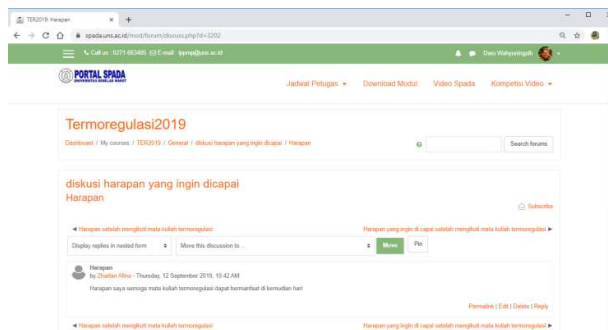 TER2019: Harapan
spada.uns.ac.id/mod/forum/discuss.php?d=3202
Call us : 0271-663485 E-mail : lppmp@uns.ac.id
Dwix Wahyuningsih
PORTAL SPADA
UNIVERSITAS SEBELAS MARET
Jadwal Petugas
Download Modul
Video Spada
Kompetisi Video
Termoregulasi2019
Dashboard / My courses / TER2019 / General / diskusi harapan yang ingin dicapai / Harapan
Search forums
diskusi harapan yang ingin dicapai
Harapan
Subscribe
◄ Harapan setelah mengikuti mata kuliah termoregulasi
Harapan yang ingin di capai setelah mengikuti mata kuliah termoregulasi ►
Display replies in nested form
Move this discussion to ...
Move
Pin
Harapan
by Zhaifan Afina - Thursday, 12 September 2019, 10:42 AM
Harapan saya semoga mata kuliah termoregulasi dapat bermanfaat di kemudian hari
Permalink | Edit | Delete | Reply
◄ Harapan setelah mengikuti mata kuliah termoregulasi
Harapan yang ingin di capai setelah mengikuti mata kuliah termoregulasi ►